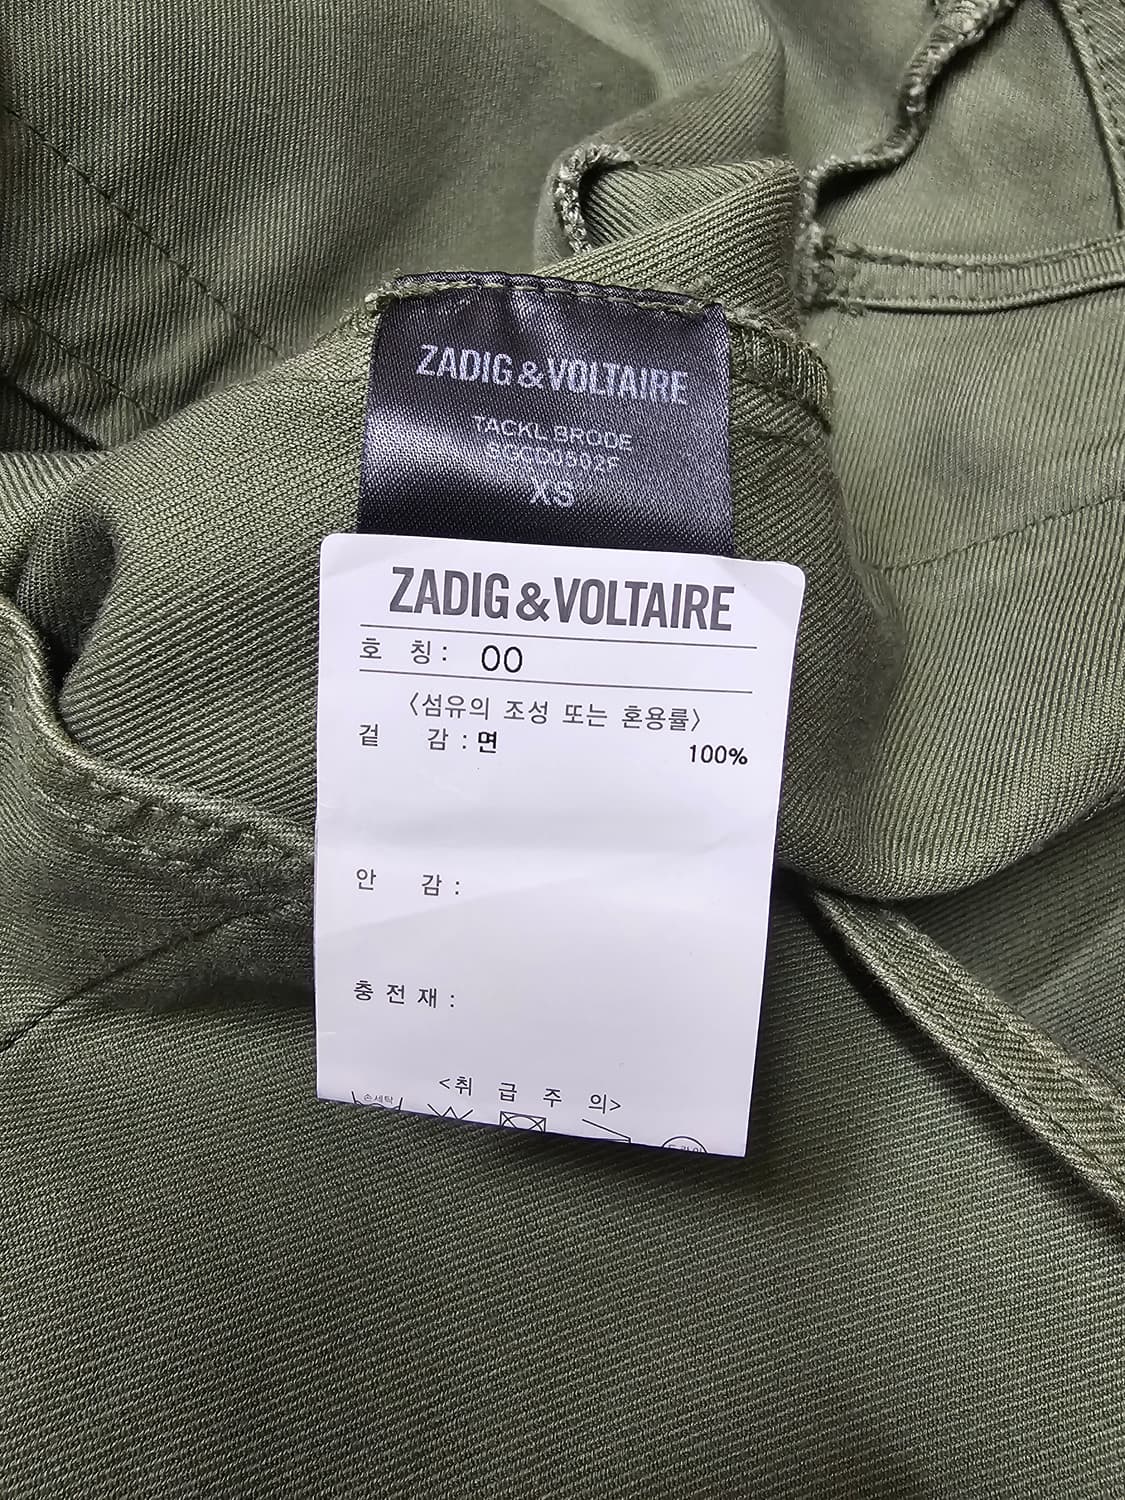 ZADIG & VOLTAIRE
TACKL BRODE
XS
ZADIG & VOLTAIRE
호 칭 : 00
〈섬유의 조성 또는 혼용률〉
겉 감 : 면 100%
안 감 :
충 전 재 :
<취 급 주 의>
손세탁